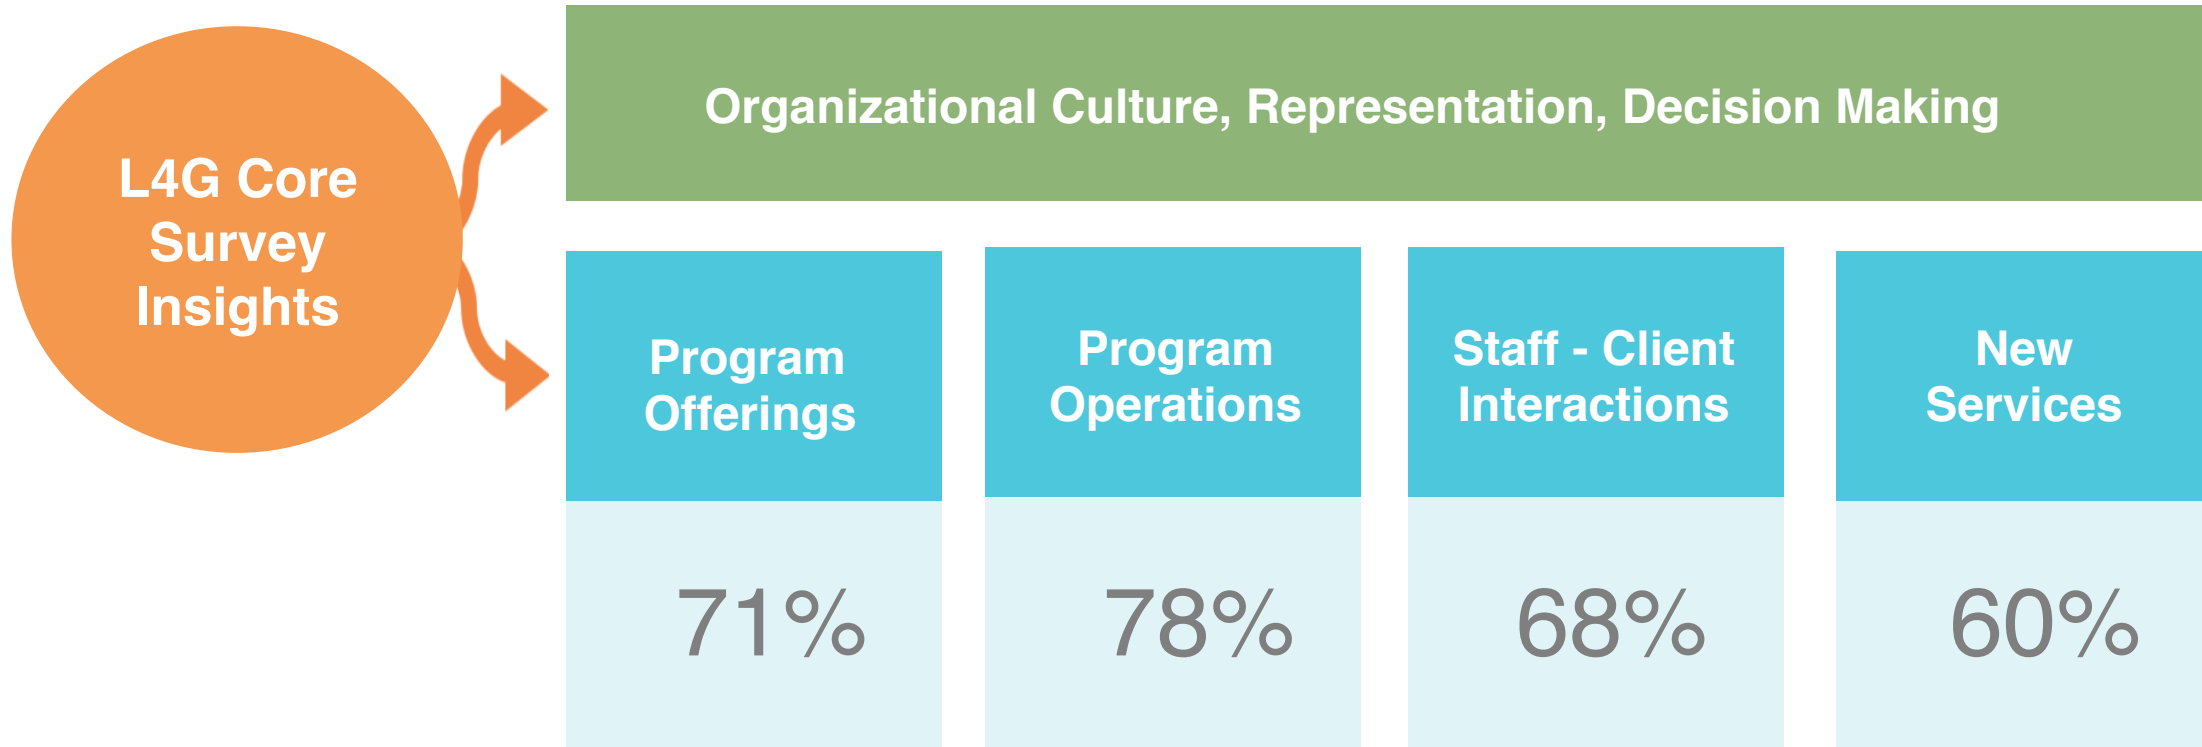 L4G Core
Survey
Insights
Organizational Culture, Representation, Decision Making
Program
Offerings
71%
Program
Operations
78%
Staff - Client
Interactions
68%
New
Services
60%